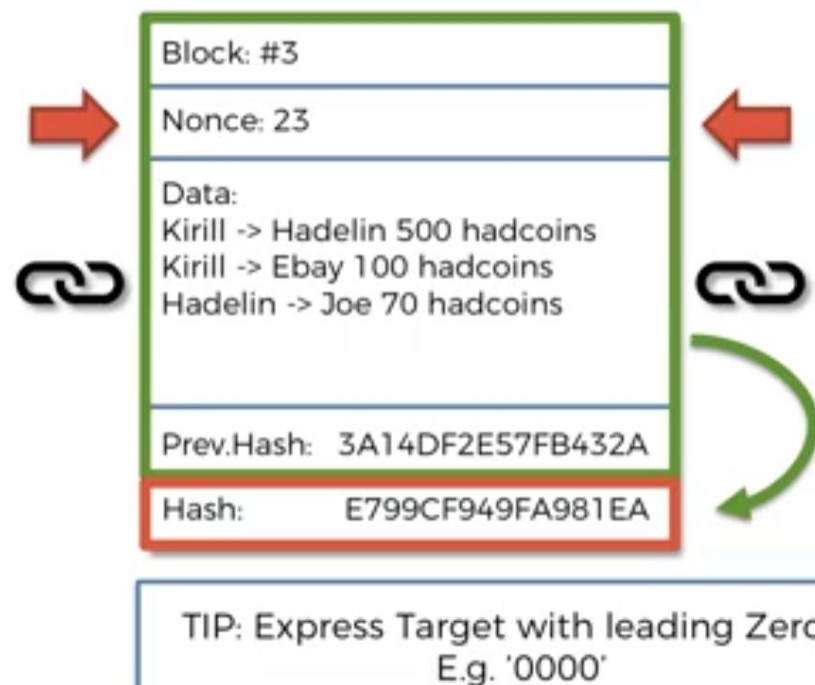 Block: #3
Nonce: 23
Data:
Kirill -> Hadelin 500 hadcoins
Kirill -> Ebay 100 hadcoins
Hadelin -> Joe 70 hadcoins
Prev.Hash: 3A14DF2E57FB432A
Hash: E799CF949FA981EA
TIP: Express Target with leading Zero
E.g. '0000'